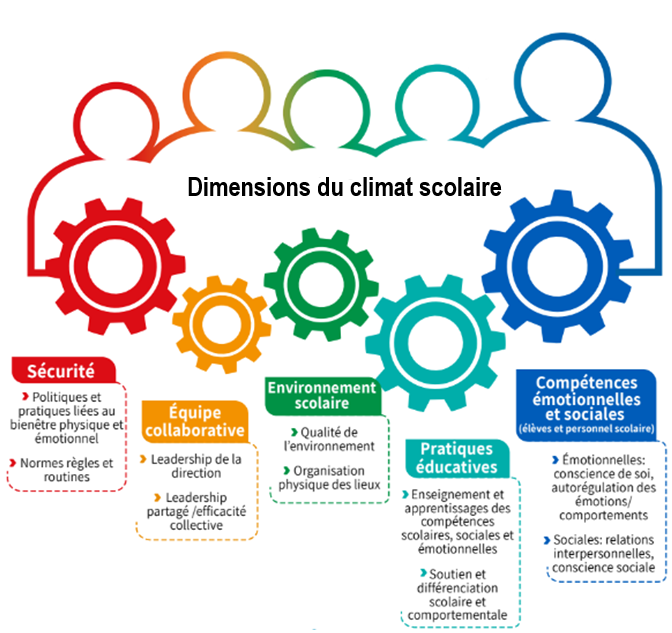 Dimensions du climat scolaire
Sécurité
Politiques et
pratiques liées au
bienêtre physique et
émotionnel
Normes règles et
routines
Équipe
collaborative
Leadership de la
direction
Leadership
partagé /efficacité
collective
Environnement
scolaire
Qualité de
l'environnement
Organisation
physique des lieux
Pratiques
éducatives
Enseignement et
apprentissages des
compétences
scolaires, sociales et
émotionnelles
Soutien et
différenciation
scolaire et
comportementale
Compétences
émotionnelles
et sociales
(élèves et personnel scolaire)
Émotionnelles:
conscience de soi,
autorégulation des
émotions/
comportements
Sociales: relations
interpersonnelles,
conscience sociale